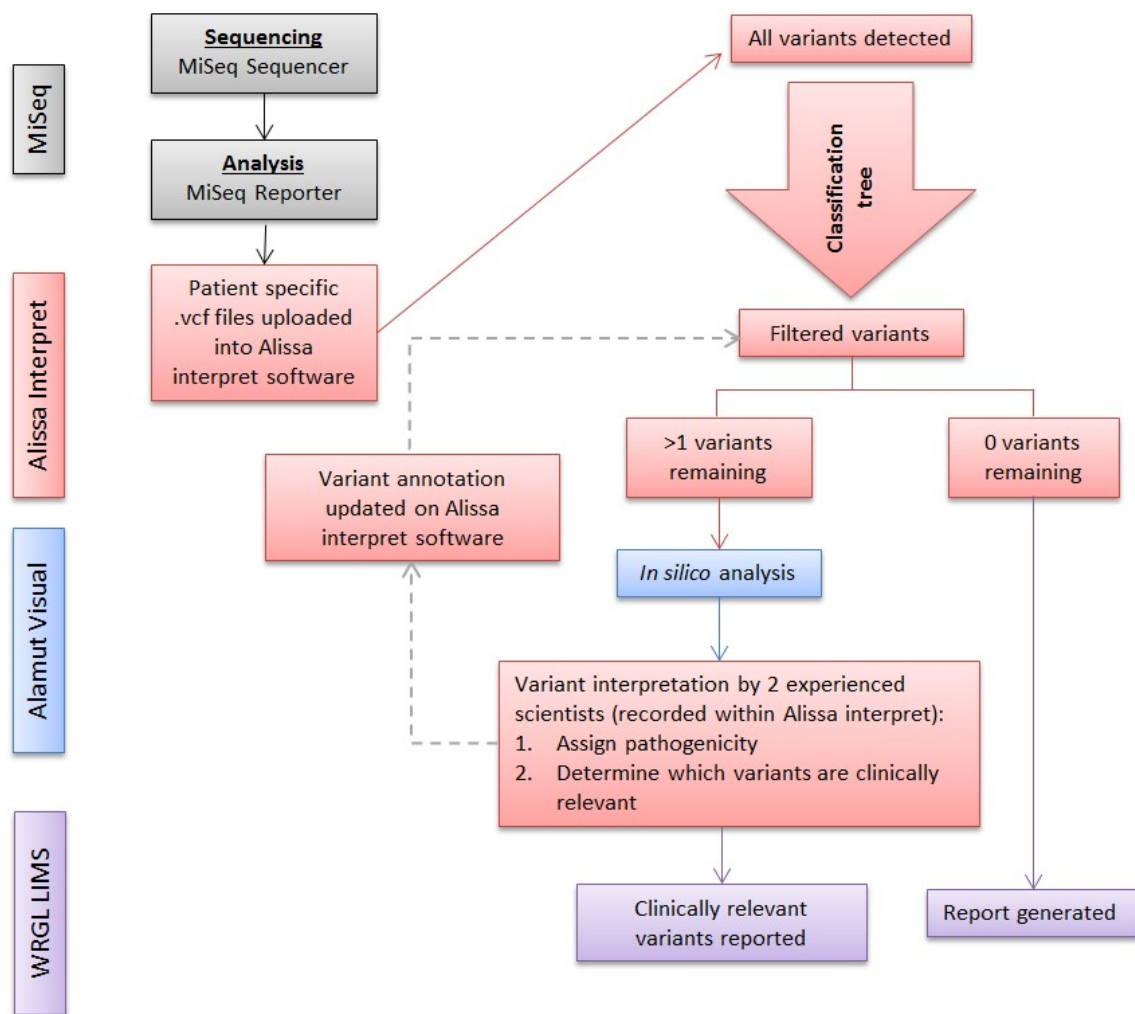 MiSeq
Alissa Interpret
Alamut Visual
WRGL LIMS
Sequencing
MiSeq Sequencer
Analysis
MiSeq Reporter
Patient specific
.vcf files uploaded
into Alissa
interpret software
All variants detected
Classification
tree
Filtered variants
>1 variants
remaining
0 variants
remaining
Variant annotation
updated on Alissa
interpret software
In silico analysis
Variant interpretation by 2 experienced
scientists (recorded within Alissa interpret):
1. Assign pathogenicity
2. Determine which variants are clinically
relevant
Clinically relevant
variants reported
Report generated